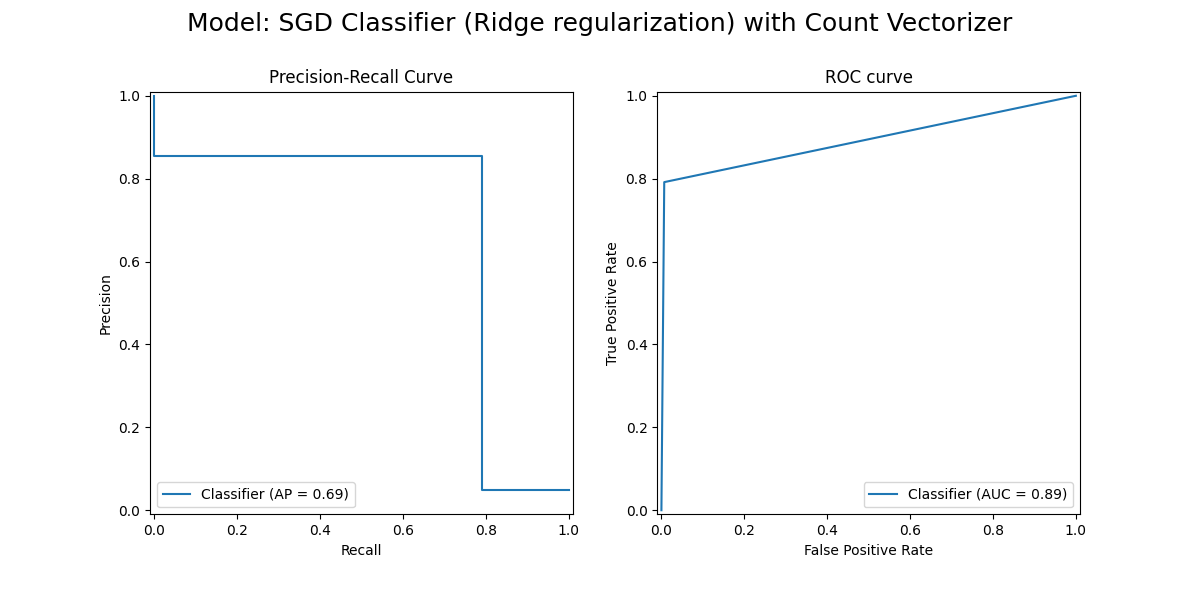 Model: SGD Classifier (Ridge regularization) with Count Vectorizer
Precision-Recall Curve
1.0
0.8
0.6
0.4
0.2
0.0
Precision
Classifier (AP = 0.69)
0.0 0.2 0.4 0.6 0.8 1.0
Recall
ROC curve
1.0
0.8
0.6
0.4
0.2
0.0
True Positive Rate
Classifier (AUC = 0.89)
0.0 0.2 0.4 0.6 0.8 1.0
False Positive Rate